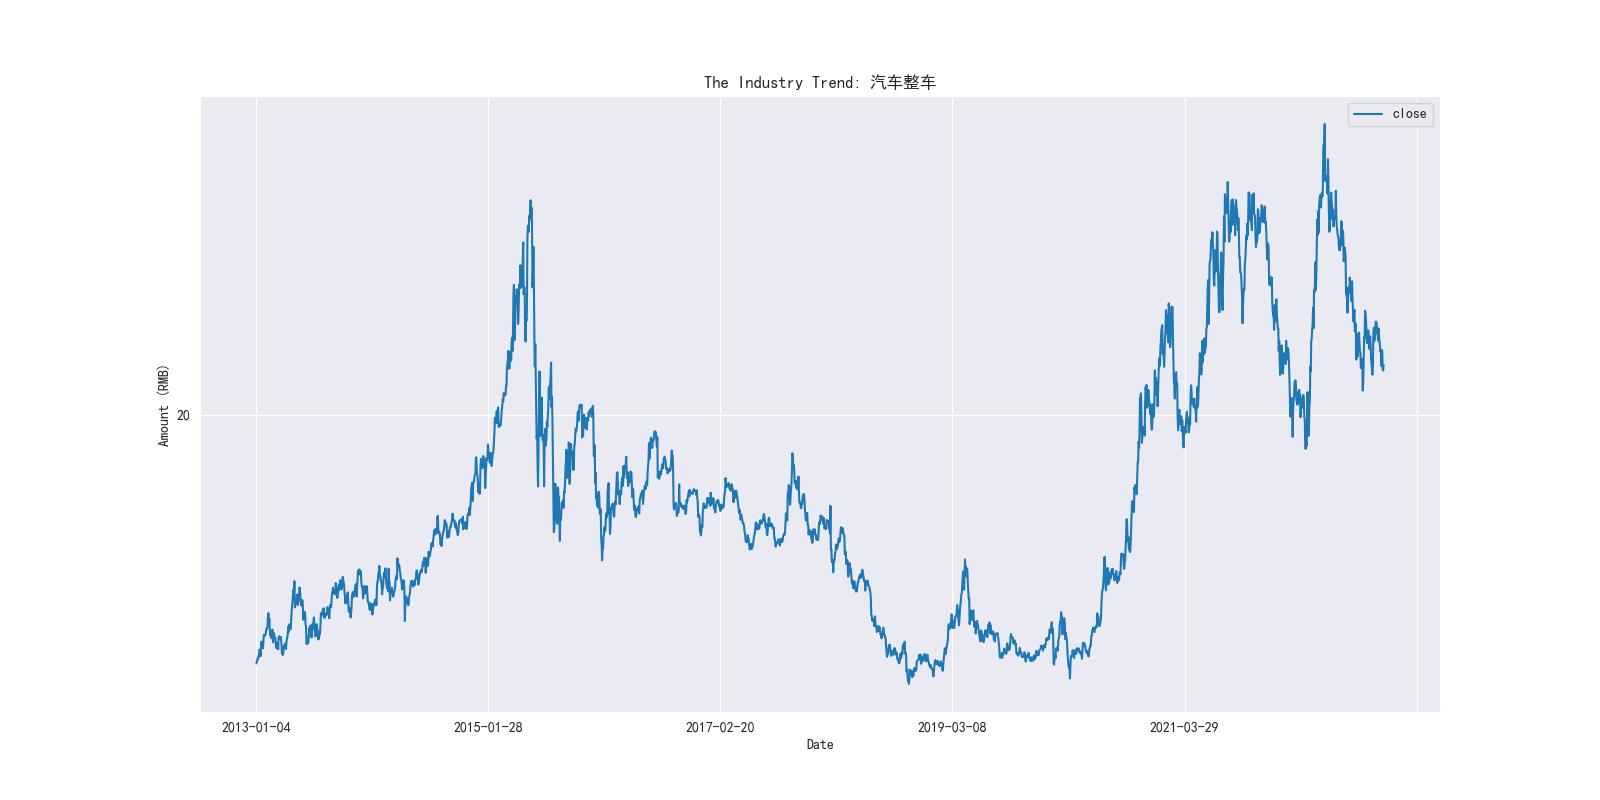 The Industry Trend: 汽车整车
close
Amount (RMB)
20
2013-01-04
2015-01-28
2017-02-20
2019-03-08
2021-03-29
Date